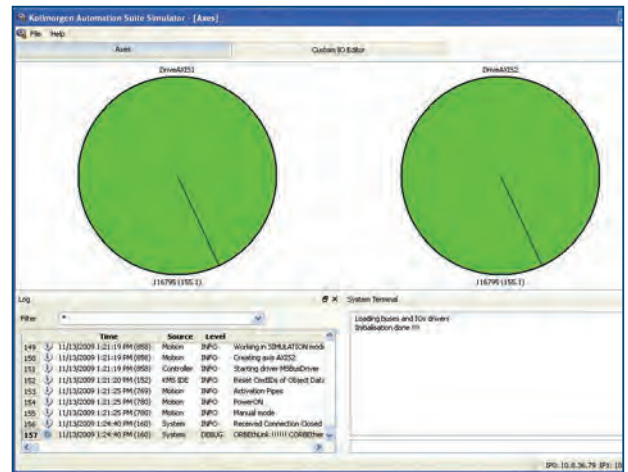 Kollmorgen Automation Suite Simulator - [Axes]
File Help
Axes Custom IO Editor
DriveAXIS1 DriveAXIS2
116795 (155.1) 116795 (155.1)
Log System Terminal
Filter *
Loading buses and IOs drivers
Initialisation done !!!
Time Source Level
149 11/13/2009 1:21:19 PM (858) Motion INFO Working in SIMULATION modi
150 11/13/2009 1:21:19 PM (858) Motion INFO Creating axis AXIS2
151 11/13/2009 1:21:19 PM (858) Controller INFO Starting driver MSBusDriver
152 11/13/2009 1:21:20 PM (152) KMS IDE INFO Reset CmdIDs of Object Data
153 11/13/2009 1:21:25 PM (769) Motion INFO Activation Pipes
154 11/13/2009 1:21:25 PM (780) Motion INFO PowerON
155 11/13/2009 1:21:25 PM (780) Motion INFO Manual mode
156 11/13/2009 1:24:40 PM (160) System INFO Received Connection Closed
157 11/13/2009 1:24:40 PM (160) System DEBUG
IP0: 10.8.36.79